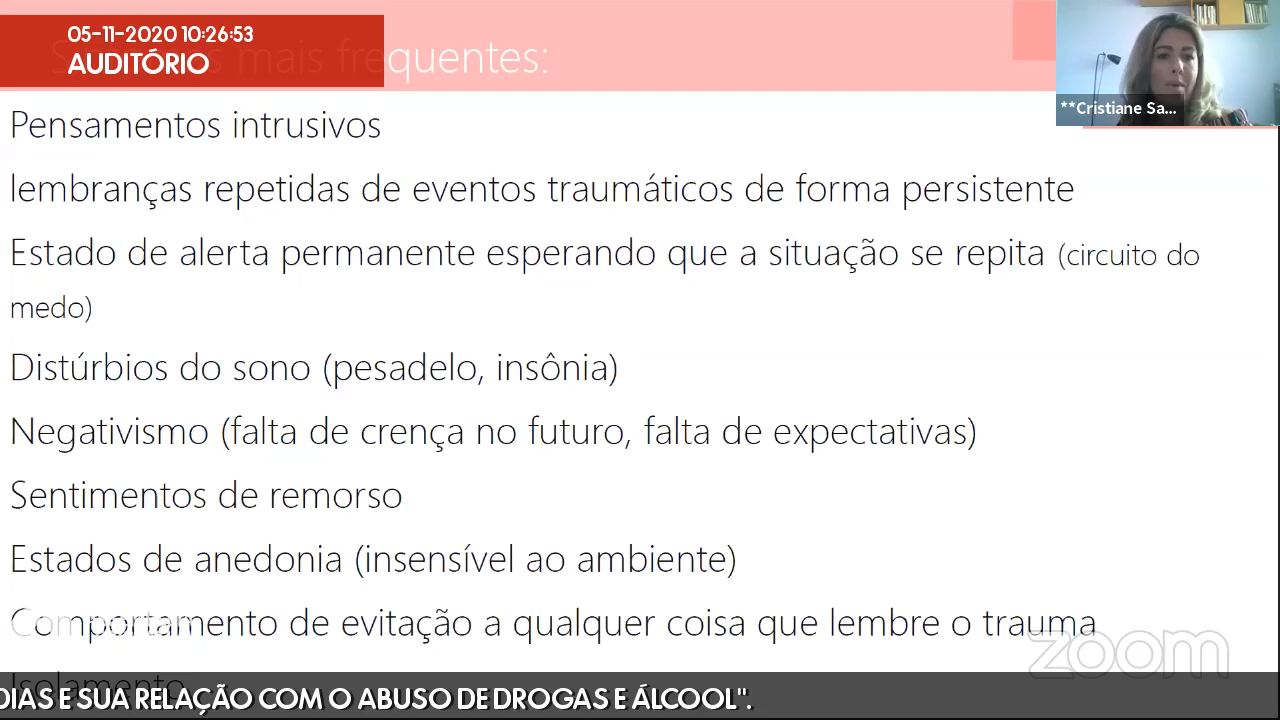 05-11-2020 10:26:53
AUDITÓRIO
mais frequentes:
**Cristiane Sa...
Pensamentos intrusivos
lembranças repetidas de eventos traumáticos de forma persistente
Estado de alerta permanente esperando que a situação se repita (circuito do
medo)
Distúrbios do sono (pesadelo, insônia)
Negativismo (falta de crença no futuro, falta de expectativas)
Sentimentos de remorso
Estados de anedonia (insensível ao ambiente)
Comportamento de evitação a qualquer coisa que lembre o trauma
zoom
Isolamento
DIAS E SUA RELAÇÃO COM O ABUSO DE DROGAS E ÁLCOOL".